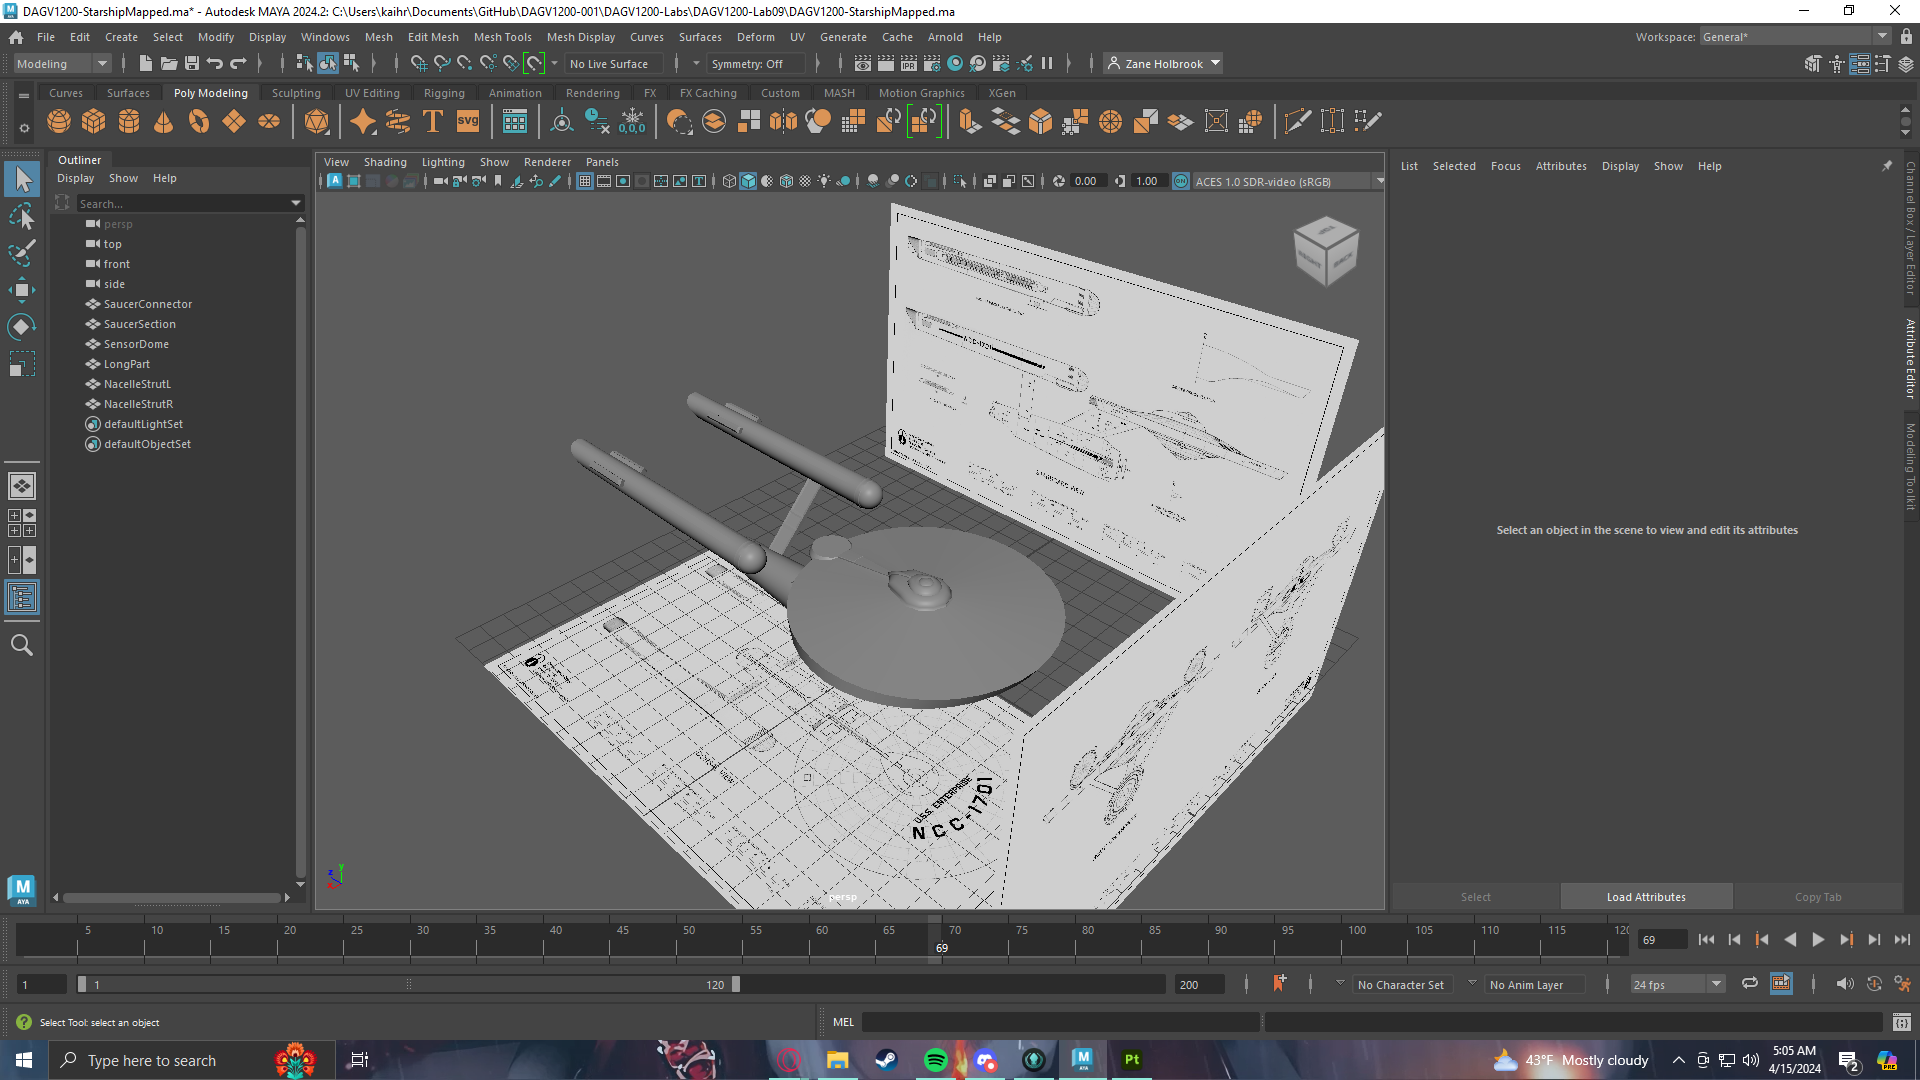 DAGV1200-StarshipMapped.ma* - Autodesk MAYA 2024.2: C:\Users\kaihr\Documents\GitHub\DAGV1200-001\DAGV1200-Labs\DAGV1200-Lab09\DAGV1200-StarshipMapped.ma
File Edit Create Select Modify Display Windows Mesh Edit Mesh Mesh Tools Mesh Display Curves Surfaces Deform UV Generate Cache Arnold Help
Workspace: General*
Modeling
No Live Surface
Symmetry: Off
Zane Holbrook
Curves Surfaces Poly Modeling Sculpting UV Editing Rigging Animation Rendering FX FX Caching Custom MASH Motion Graphics XGen
T svg 0,0,0
Outliner
Display Show Help
Search...
persp
top
front
side
SaucerConnector
SaucerSection
SensorDome
LongPart
NacelleStrutL
NacelleStrutR
defaultLightSet
defaultObjectSet
View Shading Lighting Show Renderer Panels
0.00 1.00 ACES 1.0 SDR-video (sRGB)
NCC-1701
U.S.S. ENTERPRISE
NCC-1701
persp
List Selected Focus Attributes Display Show Help
Select an object in the scene to view and edit its attributes
Select Load Attributes Copy Tab
Channel Box / Layer Editor
Attribute Editor
Modeling Toolkit
5 10 15 20 25 30 35 40 45 50 55 60 65 70 75 80 85 90 95 100 105 110 115 120
69
69
1 1 120 200
No Character Set
No Anim Layer
24 fps
Select Tool: select an object
MEL
Type here to search
43°F Mostly cloudy
5:05 AM
4/15/2024
2